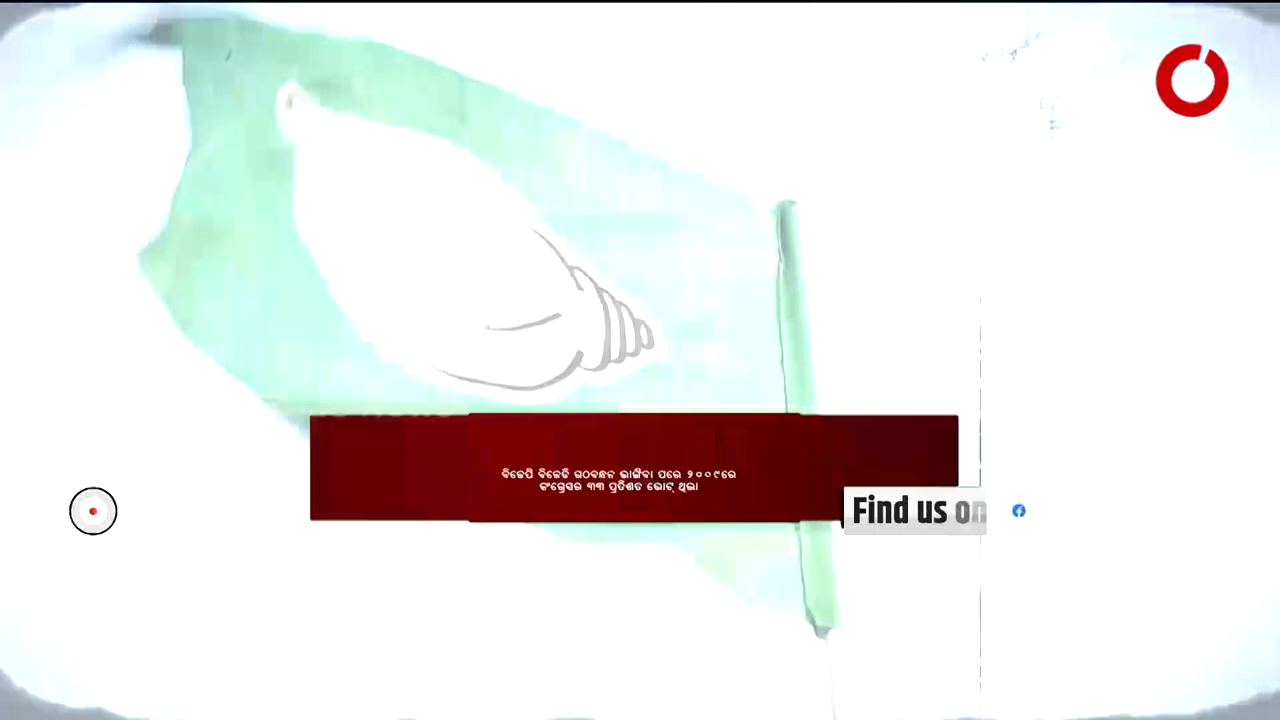 ବିଜେପି ବିଜେଡି ଗଠବନ୍ଧନ ଭାଙ୍ଗିବା ପରେ ୨୦୦୯ରେ
କଂଗ୍ରେସର ୩୩ ପ୍ରତିଶତ ଭୋଟ୍ ଥିଲା
Find us on